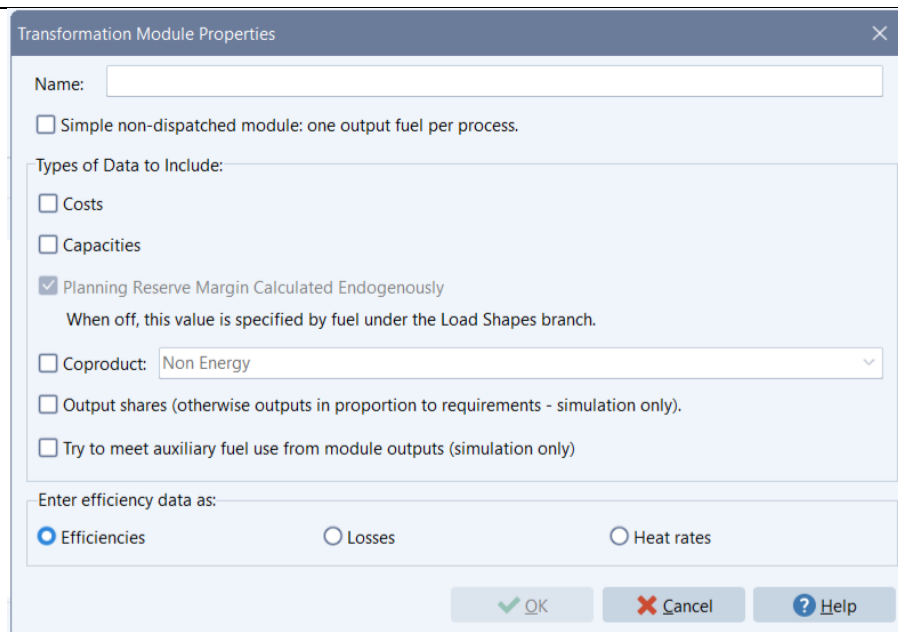 Transformation Module Properties
Name:
Simple non-dispatched module: one output fuel per process.
Types of Data to Include:
Costs
Capacities
Planning Reserve Margin Calculated Endogenously
When off, this value is specified by fuel under the Load Shapes branch.
Coproduct: Non Energy
Output shares (otherwise outputs in proportion to requirements - simulation only).
Try to meet auxiliary fuel use from module outputs (simulation only)
Enter efficiency data as:
Efficiencies Losses Heat rates
OK Cancel Help